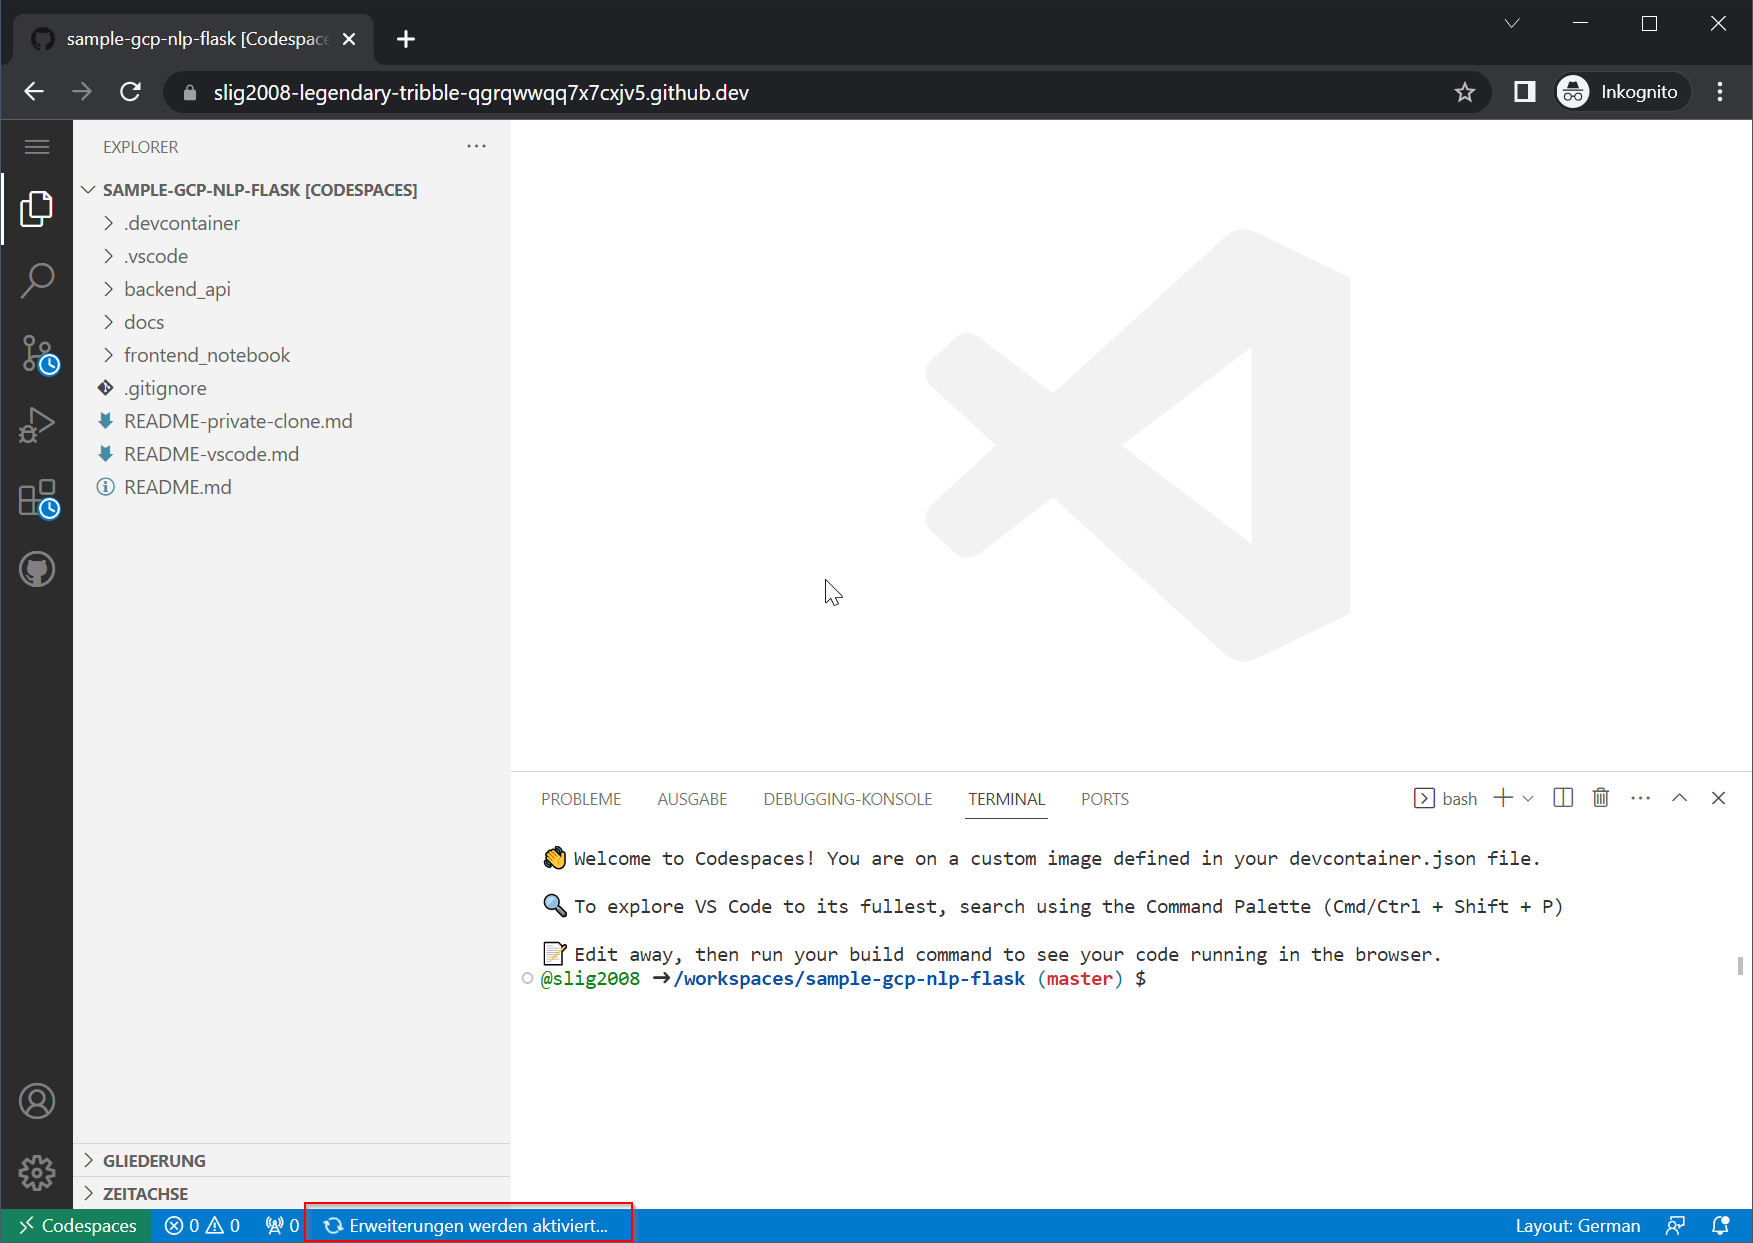 sample-gcp-nlp-flask [Codespace
slig2008-legendary-tribble-qgrqwwqq7x7cxjv5.github.dev
Inkognito
EXPLORER
SAMPLE-GCP-NLP-FLASK [CODESPACES]
.devcontainer
.vscode
backend_api
docs
frontend_notebook
.gitignore
README-private-clone.md
README-vscode.md
README.md
PROBLEME AUSGABE DEBUGGING-KONSOLE TERMINAL PORTS
bash
Welcome to Codespaces! You are on a custom image defined in your devcontainer.json file.
To explore VS Code to its fullest, search using the Command Palette (Cmd/Ctrl + Shift + P)
Edit away, then run your build command to see your code running in the browser.
@slig2008 ➜/workspaces/sample-gcp-nlp-flask (master) $
GLIEDERUNG
ZEITACHSE
Codespaces 0 0 0 Erweiterungen werden aktiviert... Layout: German